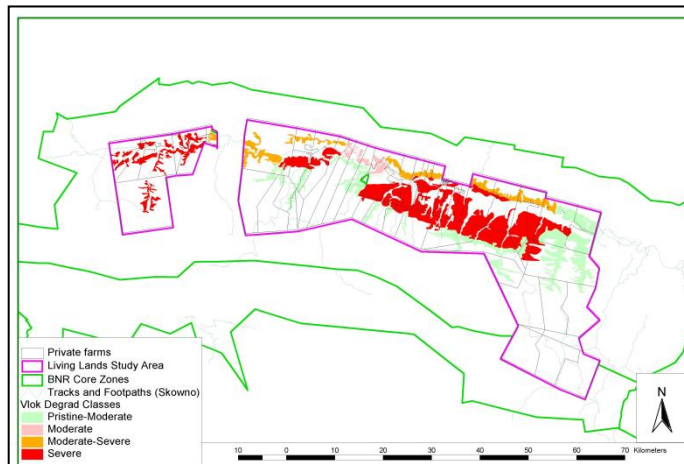 Private farms
Living Lands Study Area
BNR Core Zones
Tracks and Footpaths (Skowno)
Vlok Degrad Classes
Pristine-Moderate
Moderate
Moderate-Severe
Severe
N
10 0 10 20 30 40 50 60 70 Kilometers